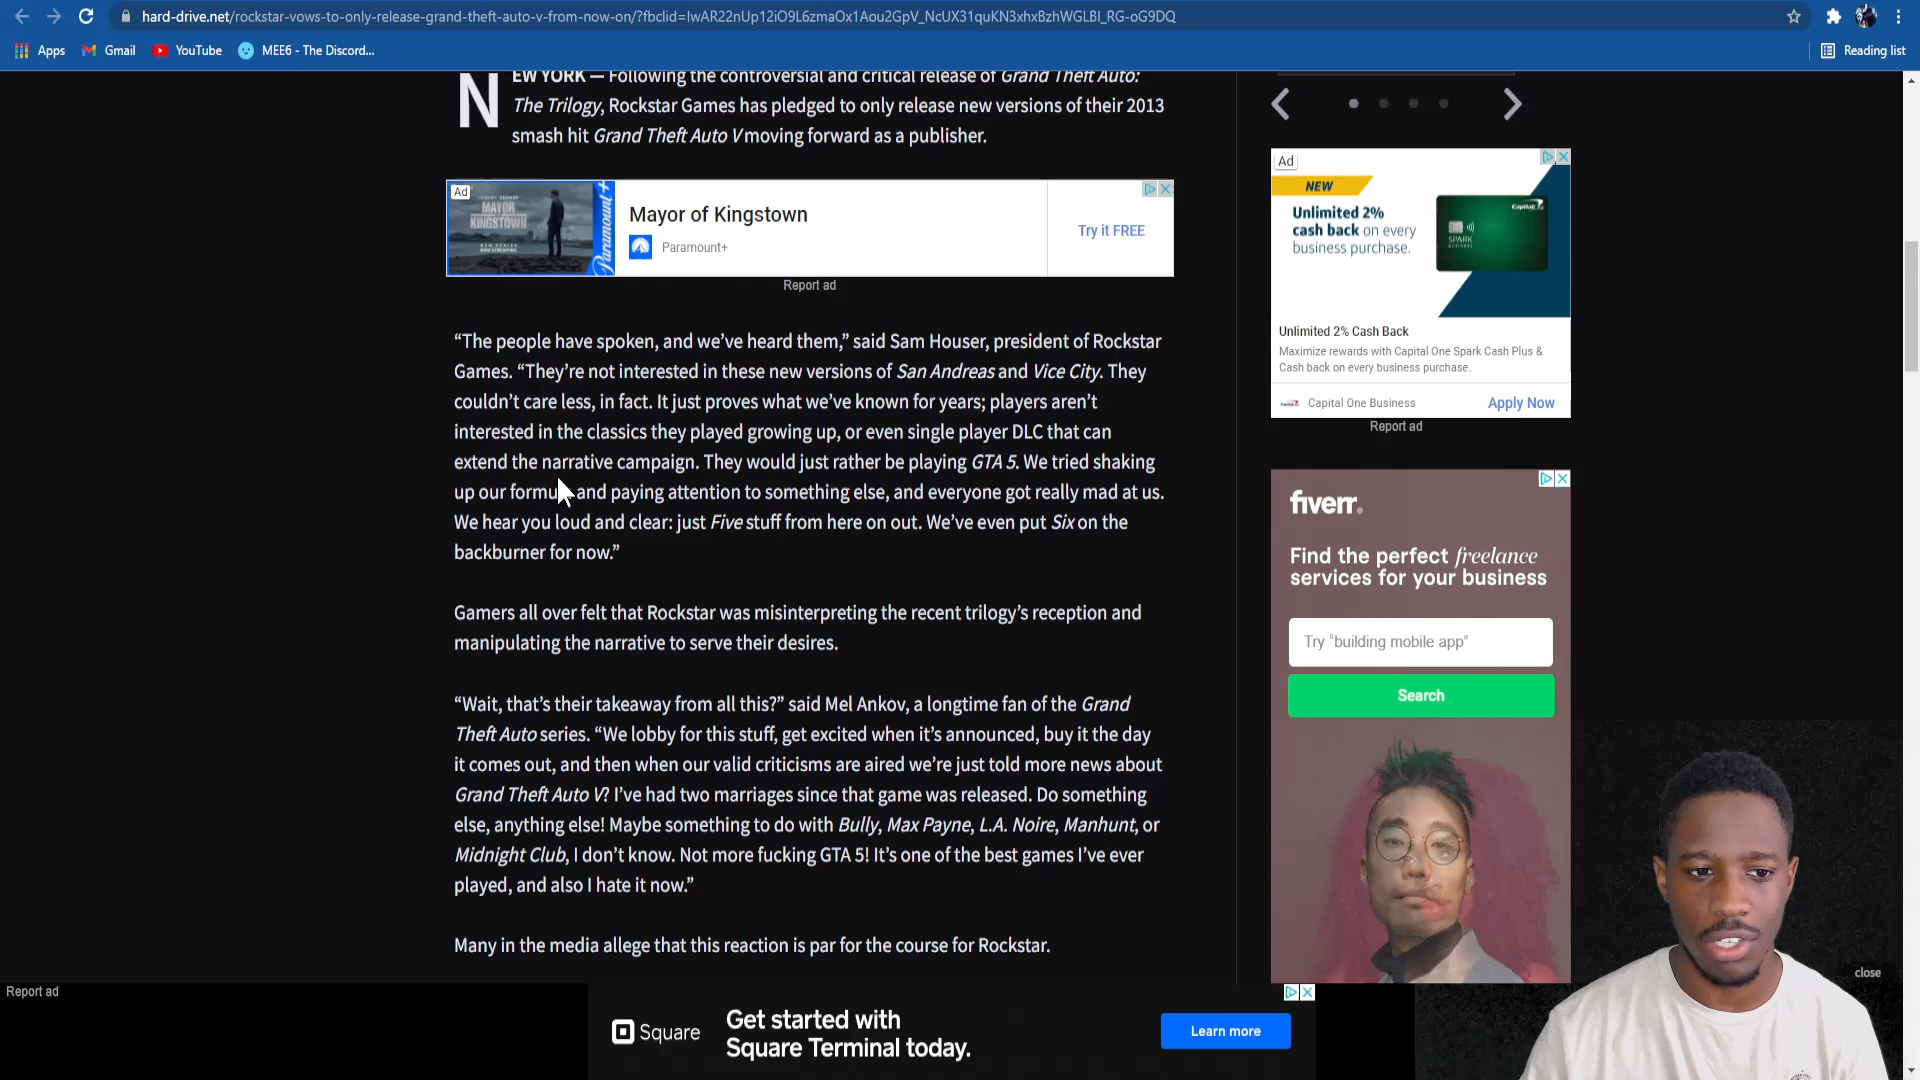 hard-drive.net/rockstar-vows-to-only-release-grand-theft-auto-v-from-now-on/?fbclid=IwAR22nUp12iO9L6zmaOx1Aou2GpV_NcUX31quKN3xhxBzhWGLBI_RG-oG9DQ
Apps
Gmail
YouTube
MEE6 - The Discord...
Reading list
NEW YORK — Following the controversial and critical release of Grand Theft Auto:
The Trilogy, Rockstar Games has pledged to only release new versions of their 2013
smash hit Grand Theft Auto V moving forward as a publisher.
Ad
MAYOR
OF
KINGSTOWN
Paramount+
Mayor of Kingstown
Paramount+
Try it FREE
Report ad
“The people have spoken, and we’ve heard them,” said Sam Houser, president of Rockstar
Games. “They’re not interested in these new versions of San Andreas and Vice City. They
couldn’t care less, in fact. It just proves what we’ve known for years; players aren’t
interested in the classics they played growing up, or even single player DLC that can
extend the narrative campaign. They would just rather be playing GTA 5. We tried shaking
up our formula and paying attention to something else, and everyone got really mad at us.
We hear you loud and clear: just Five stuff from here on out. We’ve even put Six on the
backburner for now.”
Gamers all over felt that Rockstar was misinterpreting the recent trilogy’s reception and
manipulating the narrative to serve their desires.
“Wait, that’s their takeaway from all this?” said Mel Ankov, a longtime fan of the Grand
Theft Auto series. “We lobby for this stuff, get excited when it’s announced, buy it the day
it comes out, and then when our valid criticisms are aired we’re just told more news about
Grand Theft Auto V? I’ve had two marriages since that game was released. Do something
else, anything else! Maybe something to do with Bully, Max Payne, L.A. Noire, Manhunt, or
Midnight Club, I don’t know. Not more fucking GTA 5! It’s one of the best games I’ve ever
played, and also I hate it now.”
Many in the media allege that this reaction is par for the course for Rockstar.
Ad
NEW
Unlimited 2%
cash back on every
business purchase.
Capital One
SPARK
BUSINESS
Unlimited 2% Cash Back
Maximize rewards with Capital One Spark Cash Plus &
Cash back on every business purchase.
Capital One Business
Apply Now
Report ad
fiverr.
Find the perfect freelance
services for your business
Try “building mobile app”
Search
close
Report ad
Square
Get started with
Square Terminal today.
Learn more